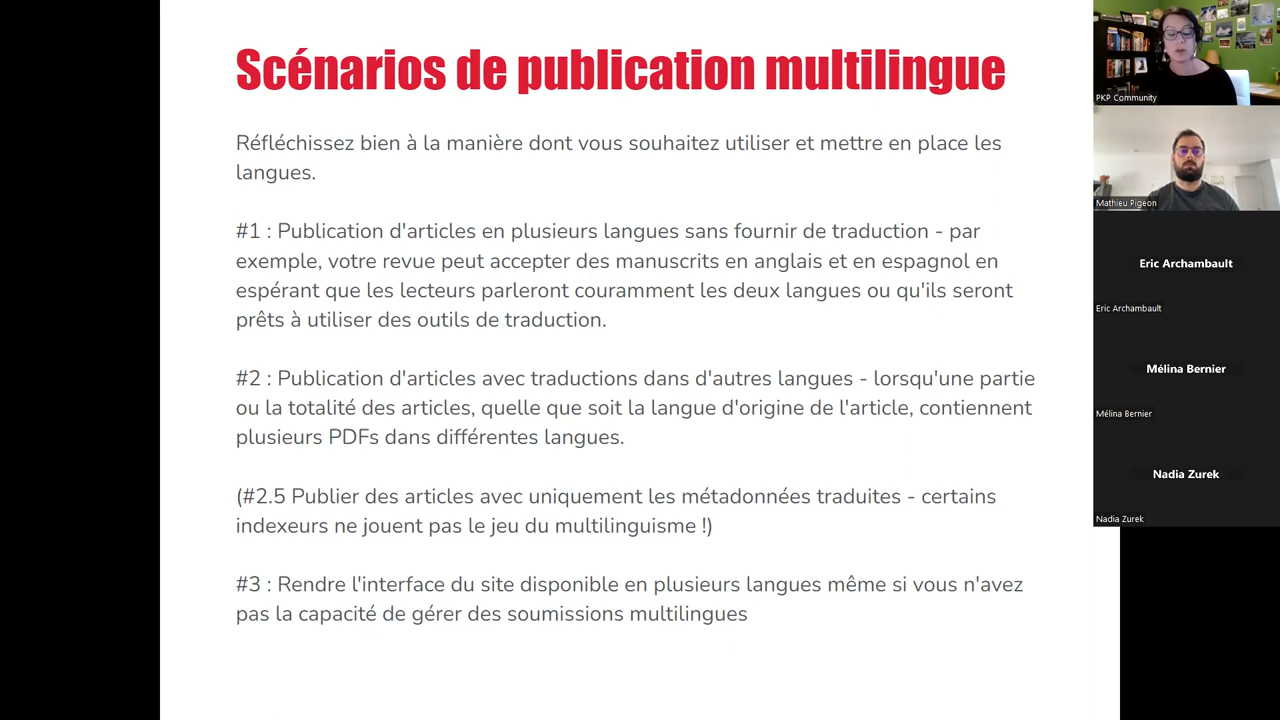 Scénarios de publication multilingue
Réfléchissez bien à la manière dont vous souhaitez utiliser et mettre en place les
langues.
#1 : Publication d'articles en plusieurs langues sans fournir de traduction - par
exemple, votre revue peut accepter des manuscrits en anglais et en espagnol en
espérant que les lecteurs parleront couramment les deux langues ou qu'ils seront
prêts à utiliser des outils de traduction.
#2 : Publication d'articles avec traductions dans d'autres langues - lorsqu'une partie
ou la totalité des articles, quelle que soit la langue d'origine de l'article, contiennent
plusieurs PDFs dans différentes langues.
(#2.5 Publier des articles avec uniquement les métadonnées traduites - certains
indexeurs ne jouent pas le jeu du multilinguisme !)
#3 : Rendre l'interface du site disponible en plusieurs langues même si vous n'avez
pas la capacité de gérer des soumissions multilingues
PKP Community
Mathieu Pigeon
Eric Archambault
Eric Archambault
Mélina Bernier
Mélina Bernier
Nadia Zurek
Nadia Zurek